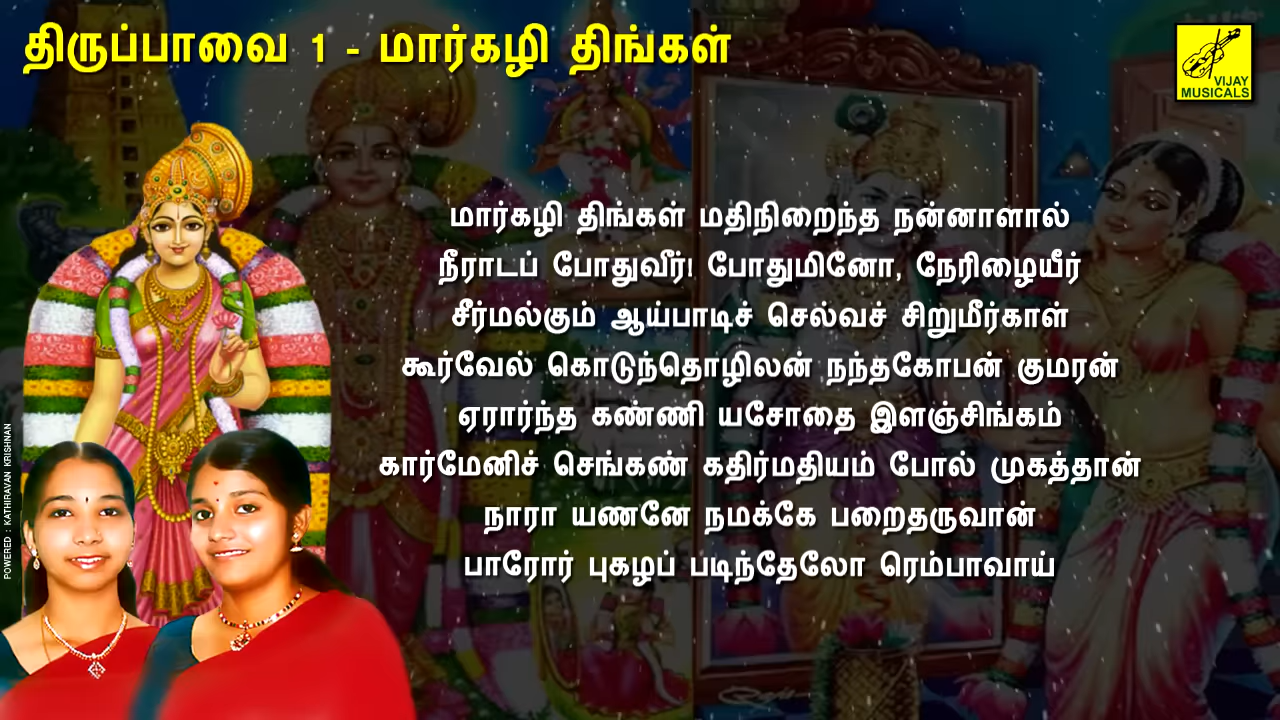 திருப்பாவை 1 - மார்கழி திங்கள்
VIJAY
MUSICALS
மார்கழி திங்கள் மதிநிறைந்த நன்னாளால்
நீராடப் போதுவீர்! போதுமினோ, நேரிழையீர்
சீர்மல்கும் ஆய்பாடிச் செல்வச் சிறுமீர்காள்
கூர்வேல் கொடுந்தொழிலன் நந்தகோபன் குமரன்
ஏரார்ந்த கண்ணி யசோதை இளஞ்சிங்கம்
கார்மேனிச் செங்கண் கதிர்மதியம் போல் முகத்தான்
நாரா யணனே நமக்கே பறைதருவான்
பாரோர் புகழப் படிந்தேலோ ரெம்பாவாய்
POWERED : KATHIRAVAN KRISHNAN